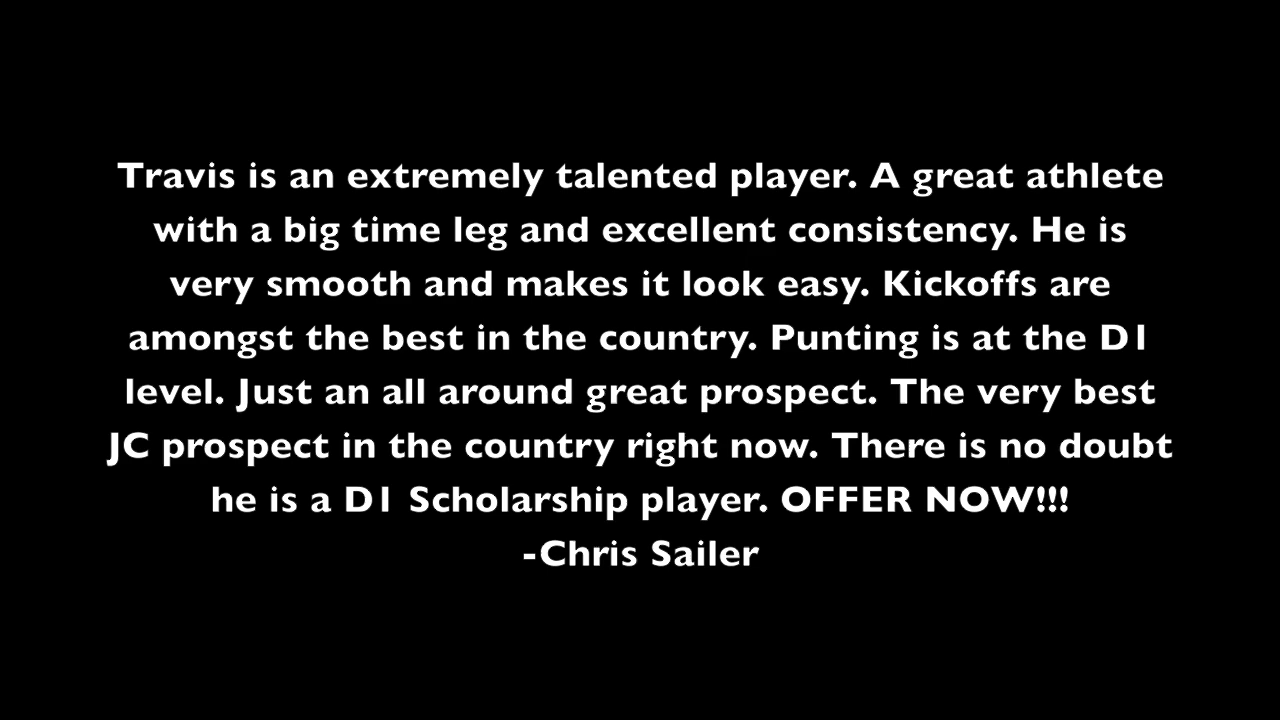 Travis is an extremely talented player. A great athlete
with a big time leg and excellent consistency. He is
very smooth and makes it look easy. Kickoffs are
amongst the best in the country. Punting is at the D1
level. Just an all around great prospect. The very best
JC prospect in the country right now. There is no doubt
he is a D1 Scholarship player. OFFER NOW!!!
-Chris Sailer